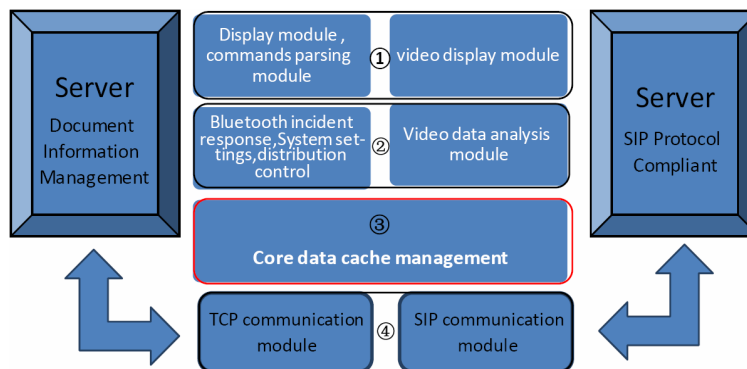 Server
Document
Information
Management
Display module ,
commands parsing
module
①
video display module
Bluetooth incident
response,System set-
tings,distribution
control
②
Video data analysis
module
③
Core data cache management
TCP communication
module
④
SIP communication
module
Server
SIP Protocol
Compliant